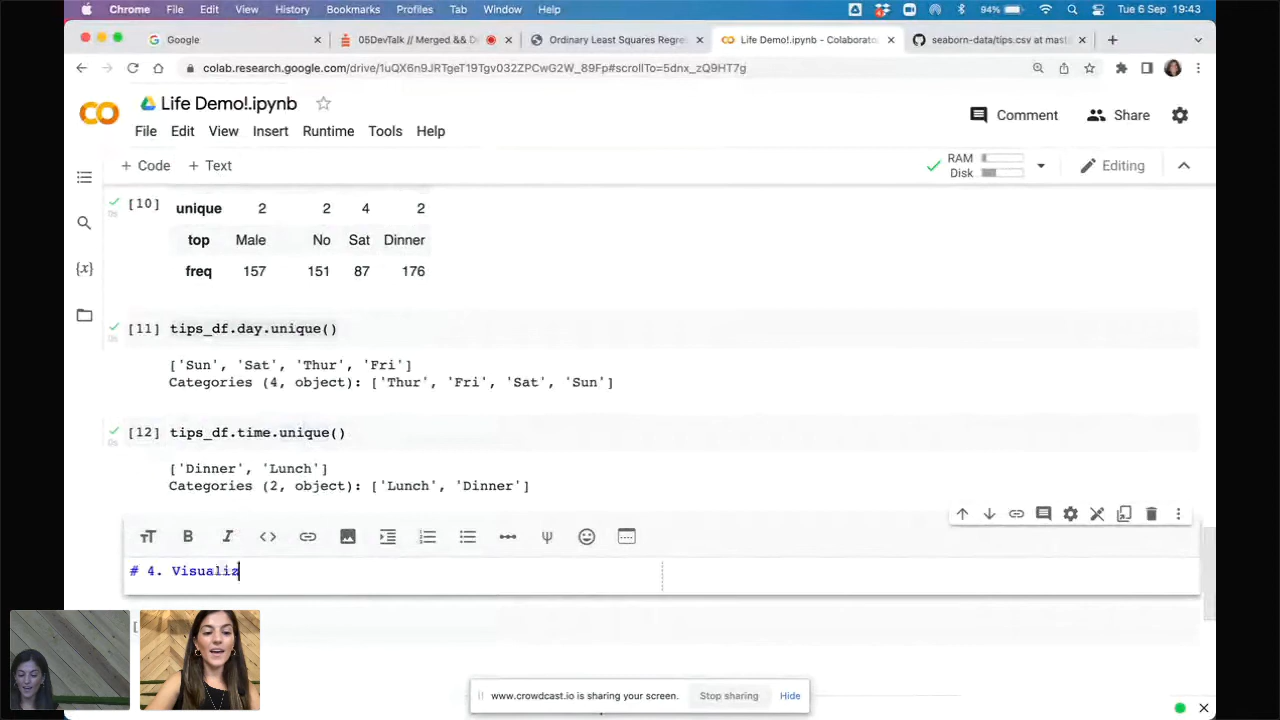 Chrome File Edit View History Bookmarks Profiles Tab Window Help 94% Tue 6 Sep 19:43
Google 05DevTalk // Merged && D Ordinary Least Squares Regres Life Demo!.ipynb - Colaborato seaborn-data/tips.csv at mast
colab.research.google.com/drive/1uQX6n9JRTgeT19Tgv032ZPCwG2W_89Fp#scrollTo=5dnx_zQ9HT7g
Life Demo!.ipynb
Comment Share
File Edit View Insert Runtime Tools Help
+ Code + Text RAM Disk Editing
[10] unique 2 2 4 2
0s
top Male No Sat Dinner
freq 157 151 87 176
[11] tips_df.day.unique()
0s
['Sun', 'Sat', 'Thur', 'Fri']
Categories (4, object): ['Thur', 'Fri', 'Sat', 'Sun']
[12] tips_df.time.unique()
0s
['Dinner', 'Lunch']
Categories (2, object): ['Lunch', 'Dinner']
# 4. Visualiz
[
www.crowdcast.io is sharing your screen. Stop sharing Hide